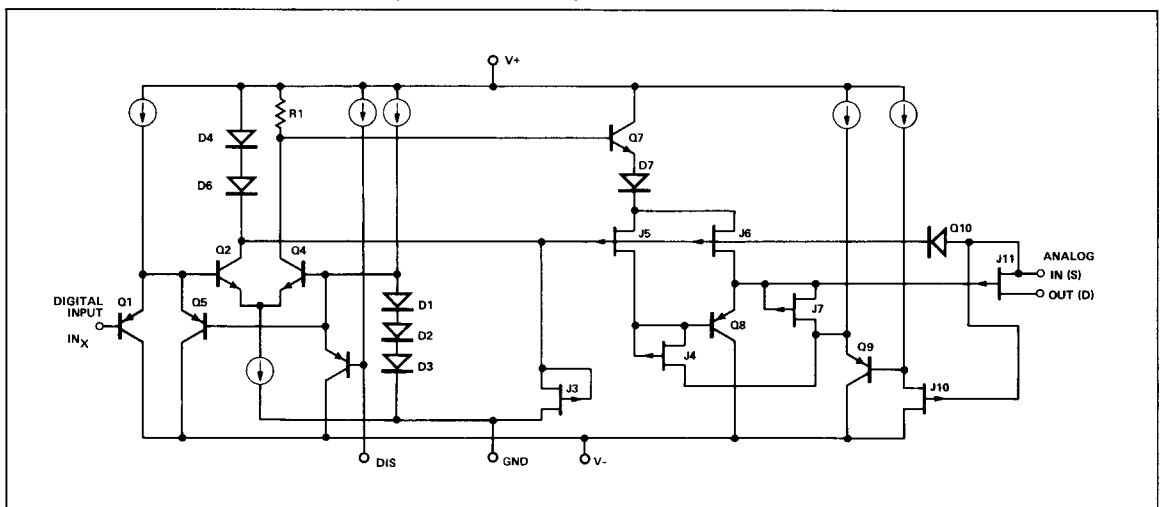 V+
R1
D4
Q7
D7
D6
Q10
J5
J6
J11
ANALOG
IN (S)
OUT (D)
Q2
Q4
DIGITAL
INPUT
INX
Q1
Q5
D1
D2
D3
Q8
J7
J4
Q9
J3
J10
DIS
GND
V-